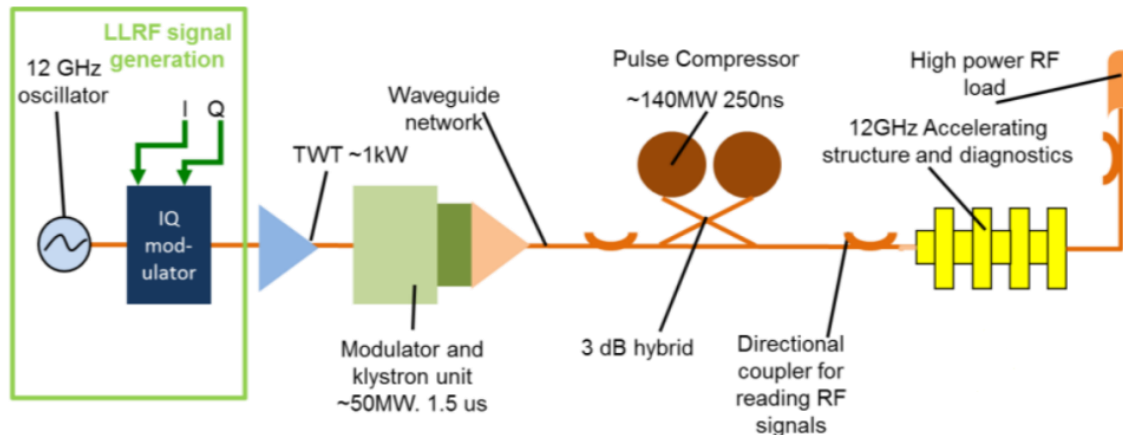 LLRF signal
generation
12 GHz
oscillator
I Q
IQ
mod-
ulator
TWT ~1kW
Modulator and
klystron unit
~50MW. 1.5 us
Waveguide
network
Pulse Compressor
~140MW 250ns
3 dB hybrid
Directional
coupler for
reading RF
signals
High power RF
load
12GHz Accelerating
structure and diagnostics